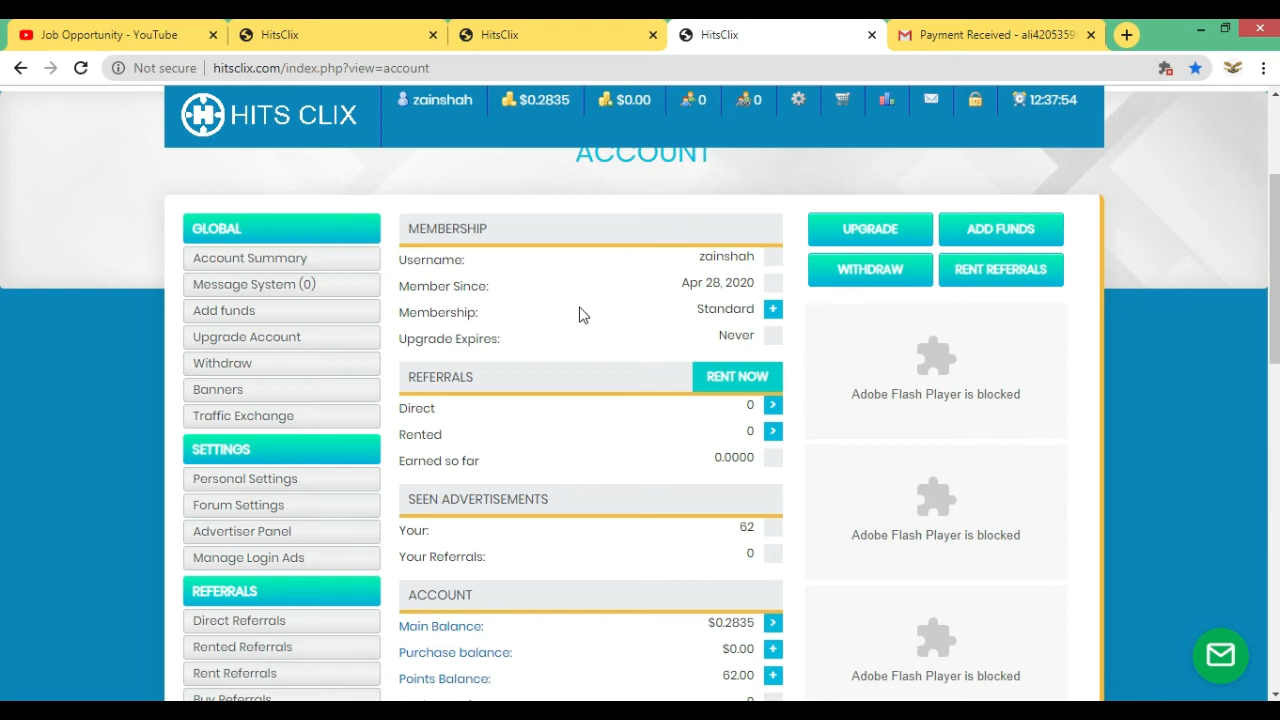 Job Opportunity - YouTube
HitsClix
HitsClix
HitsClix
Payment Received - ali4205359
Not secure
hitsclix.com/index.php?view=account
HITS CLIX
zainshah
$0.2835
$0.00
0
0
12:37:54
ACCOUNT
GLOBAL
Account Summary
Message System (0)
Add funds
Upgrade Account
Withdraw
Banners
Traffic Exchange
SETTINGS
Personal Settings
Forum Settings
Advertiser Panel
Manage Login Ads
REFERRALS
Direct Referrals
Rented Referrals
Rent Referrals
Buy Referrals
MEMBERSHIP
Username: zainshah
Member Since: Apr 28, 2020
Membership: Standard +
Upgrade Expires: Never
REFERRALS RENT NOW
Direct 0 >
Rented 0 >
Earned so far 0.0000
SEEN ADVERTISEMENTS
Your: 62
Your Referrals: 0
ACCOUNT
Main Balance: $0.2835 >
Purchase balance: $0.00 +
Points Balance: 62.00 +
UPGRADE ADD FUNDS
WITHDRAW RENT REFERRALS
Adobe Flash Player is blocked
Adobe Flash Player is blocked
Adobe Flash Player is blocked